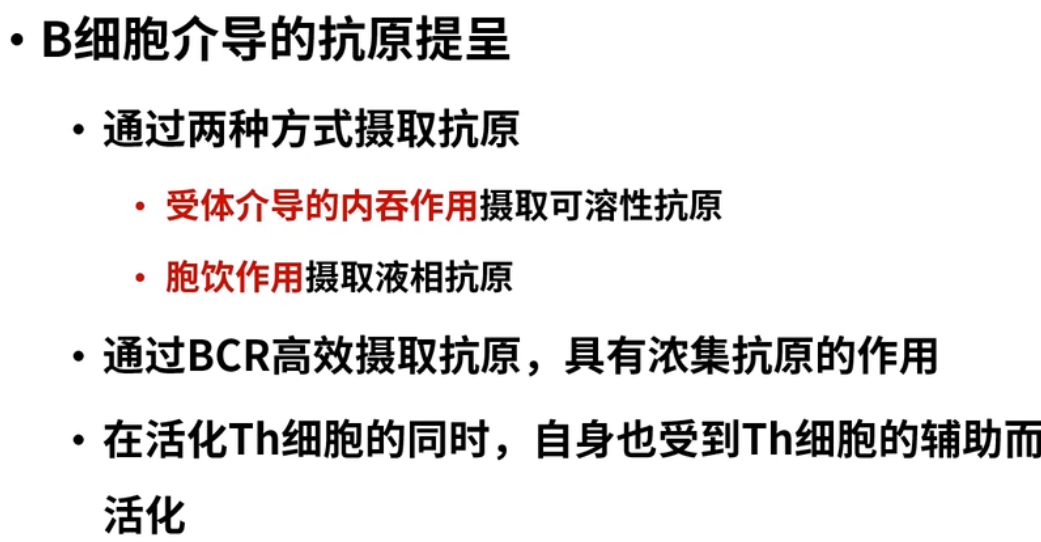 • B细胞介导的抗原提呈
• 通过两种方式摄取抗原
• 受体介导的内吞作用摄取可溶性抗原
• 胞饮作用摄取液相抗原
• 通过BCR高效摄取抗原，具有浓集抗原的作用
• 在活化Th细胞的同时，自身也受到Th细胞的辅助而
活化